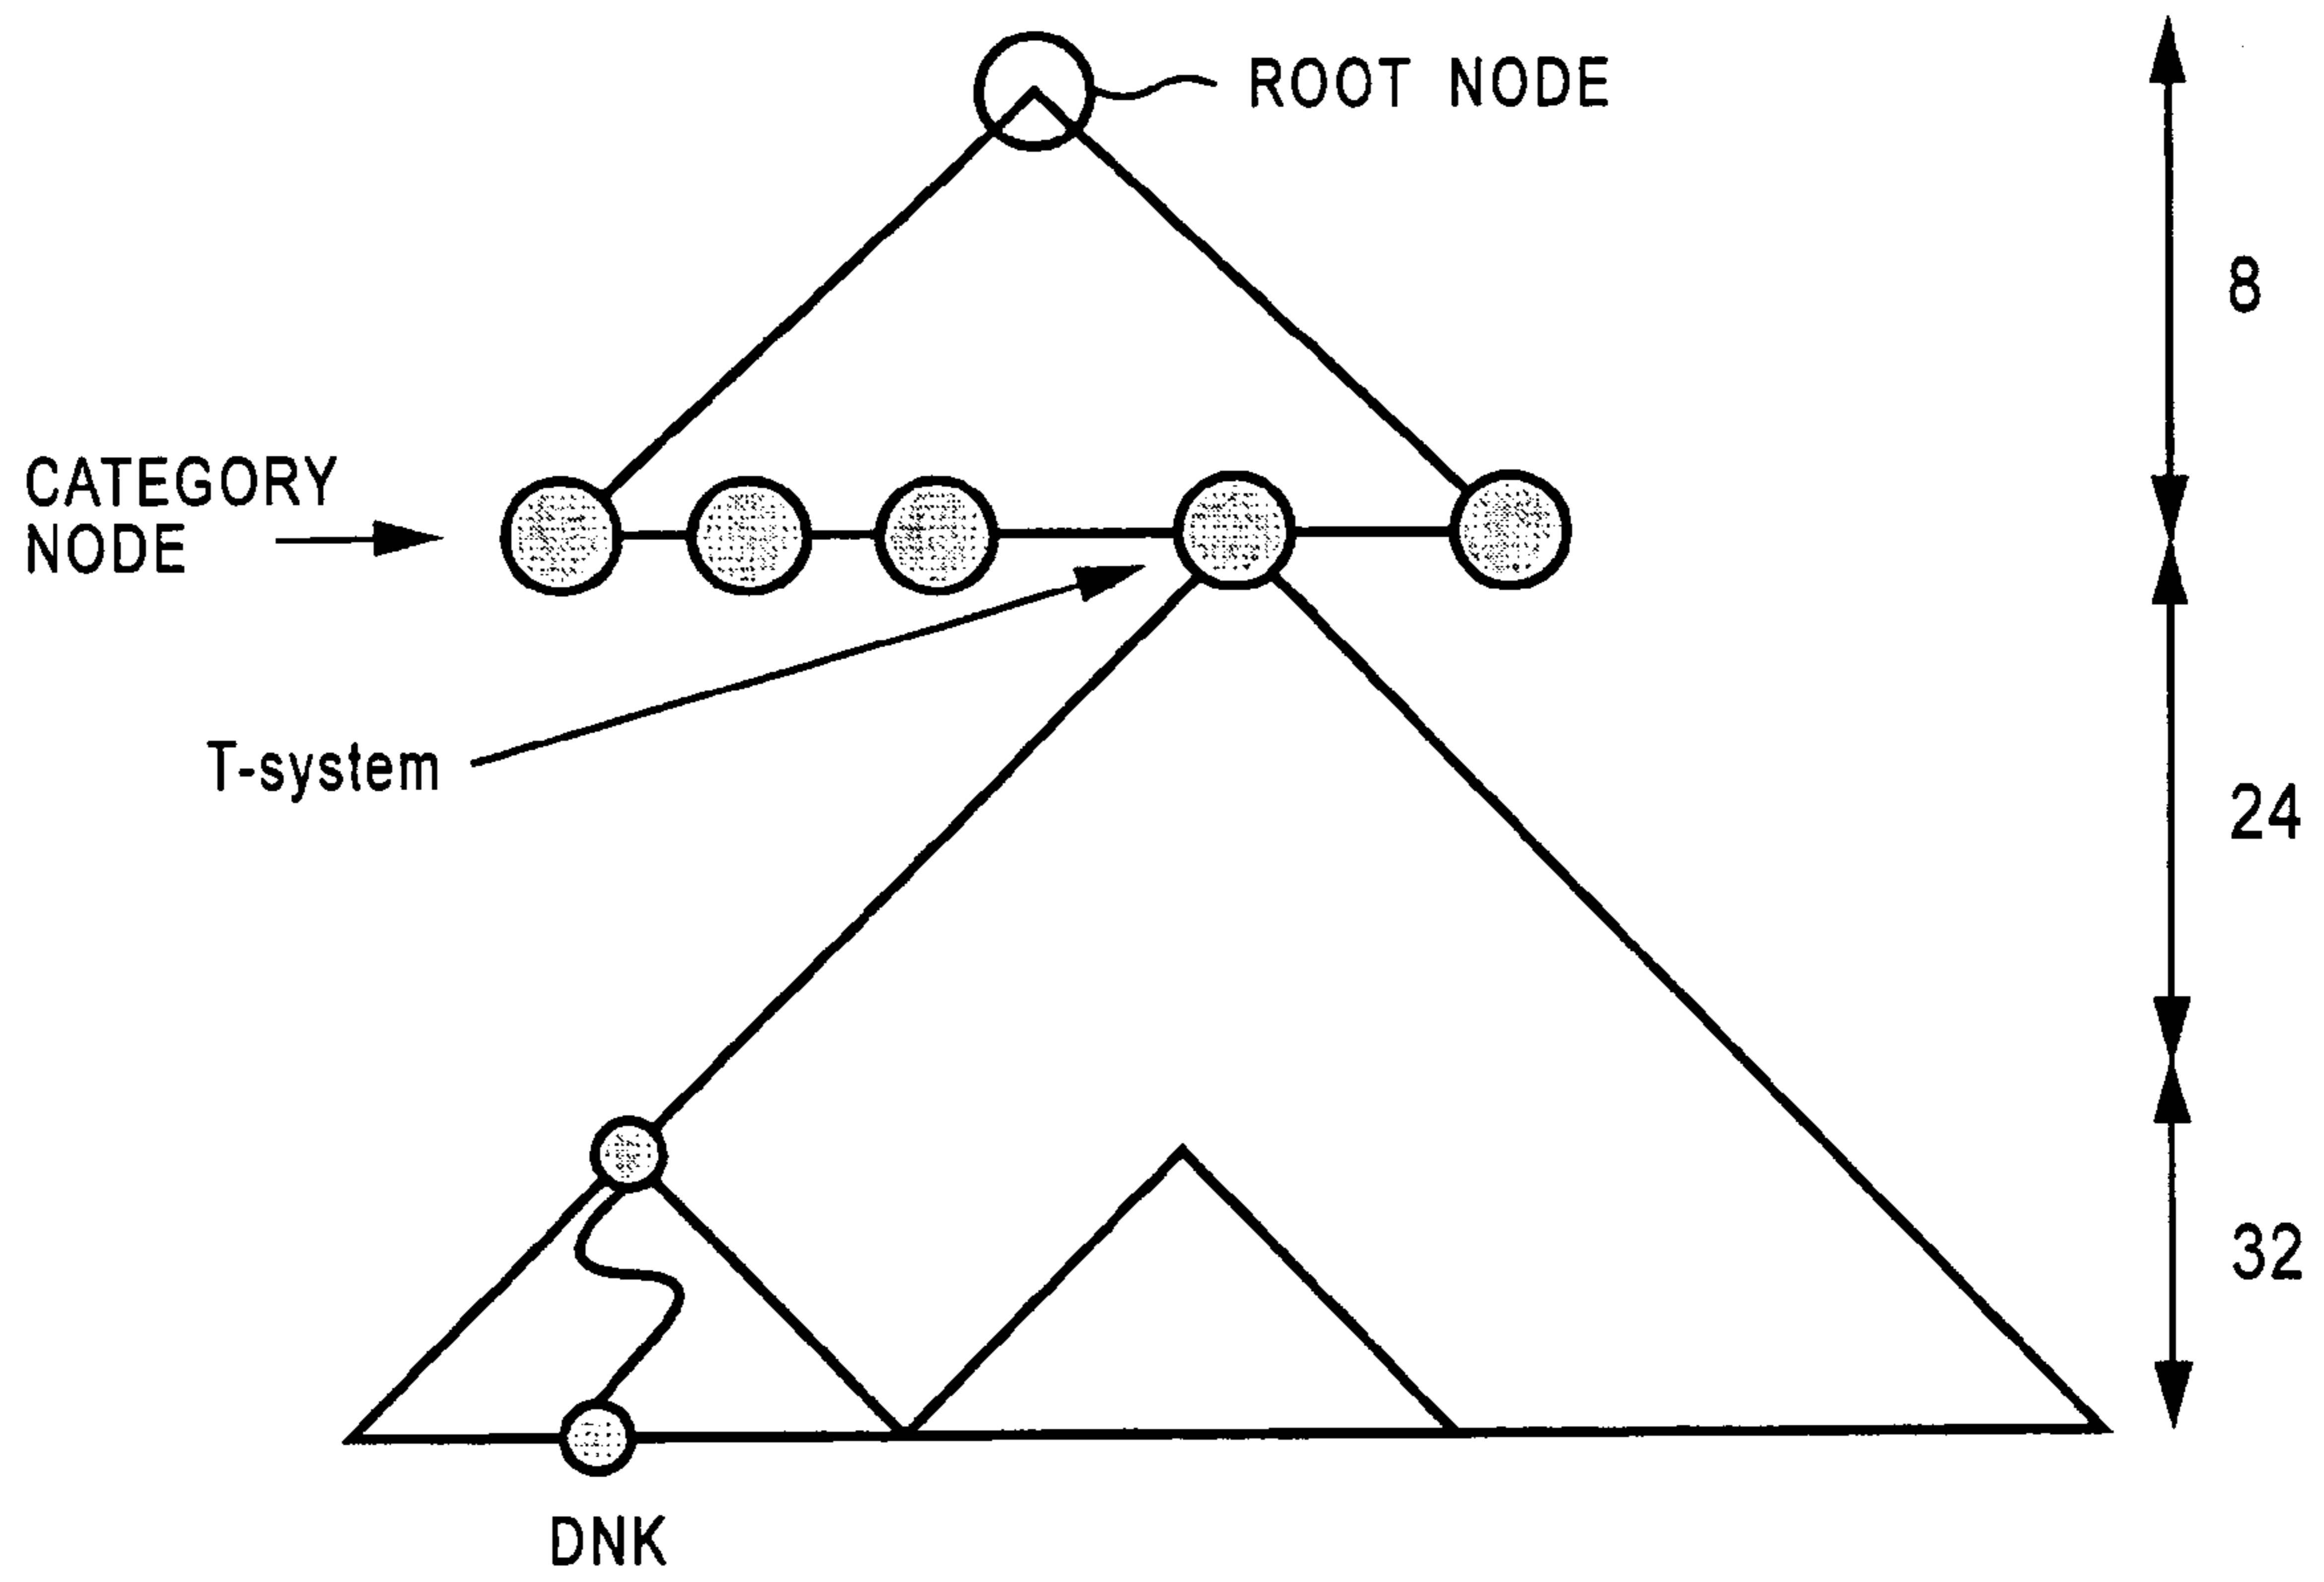 ROOT NODE
8
CATEGORY
NODE
T-system
24
32
DNK